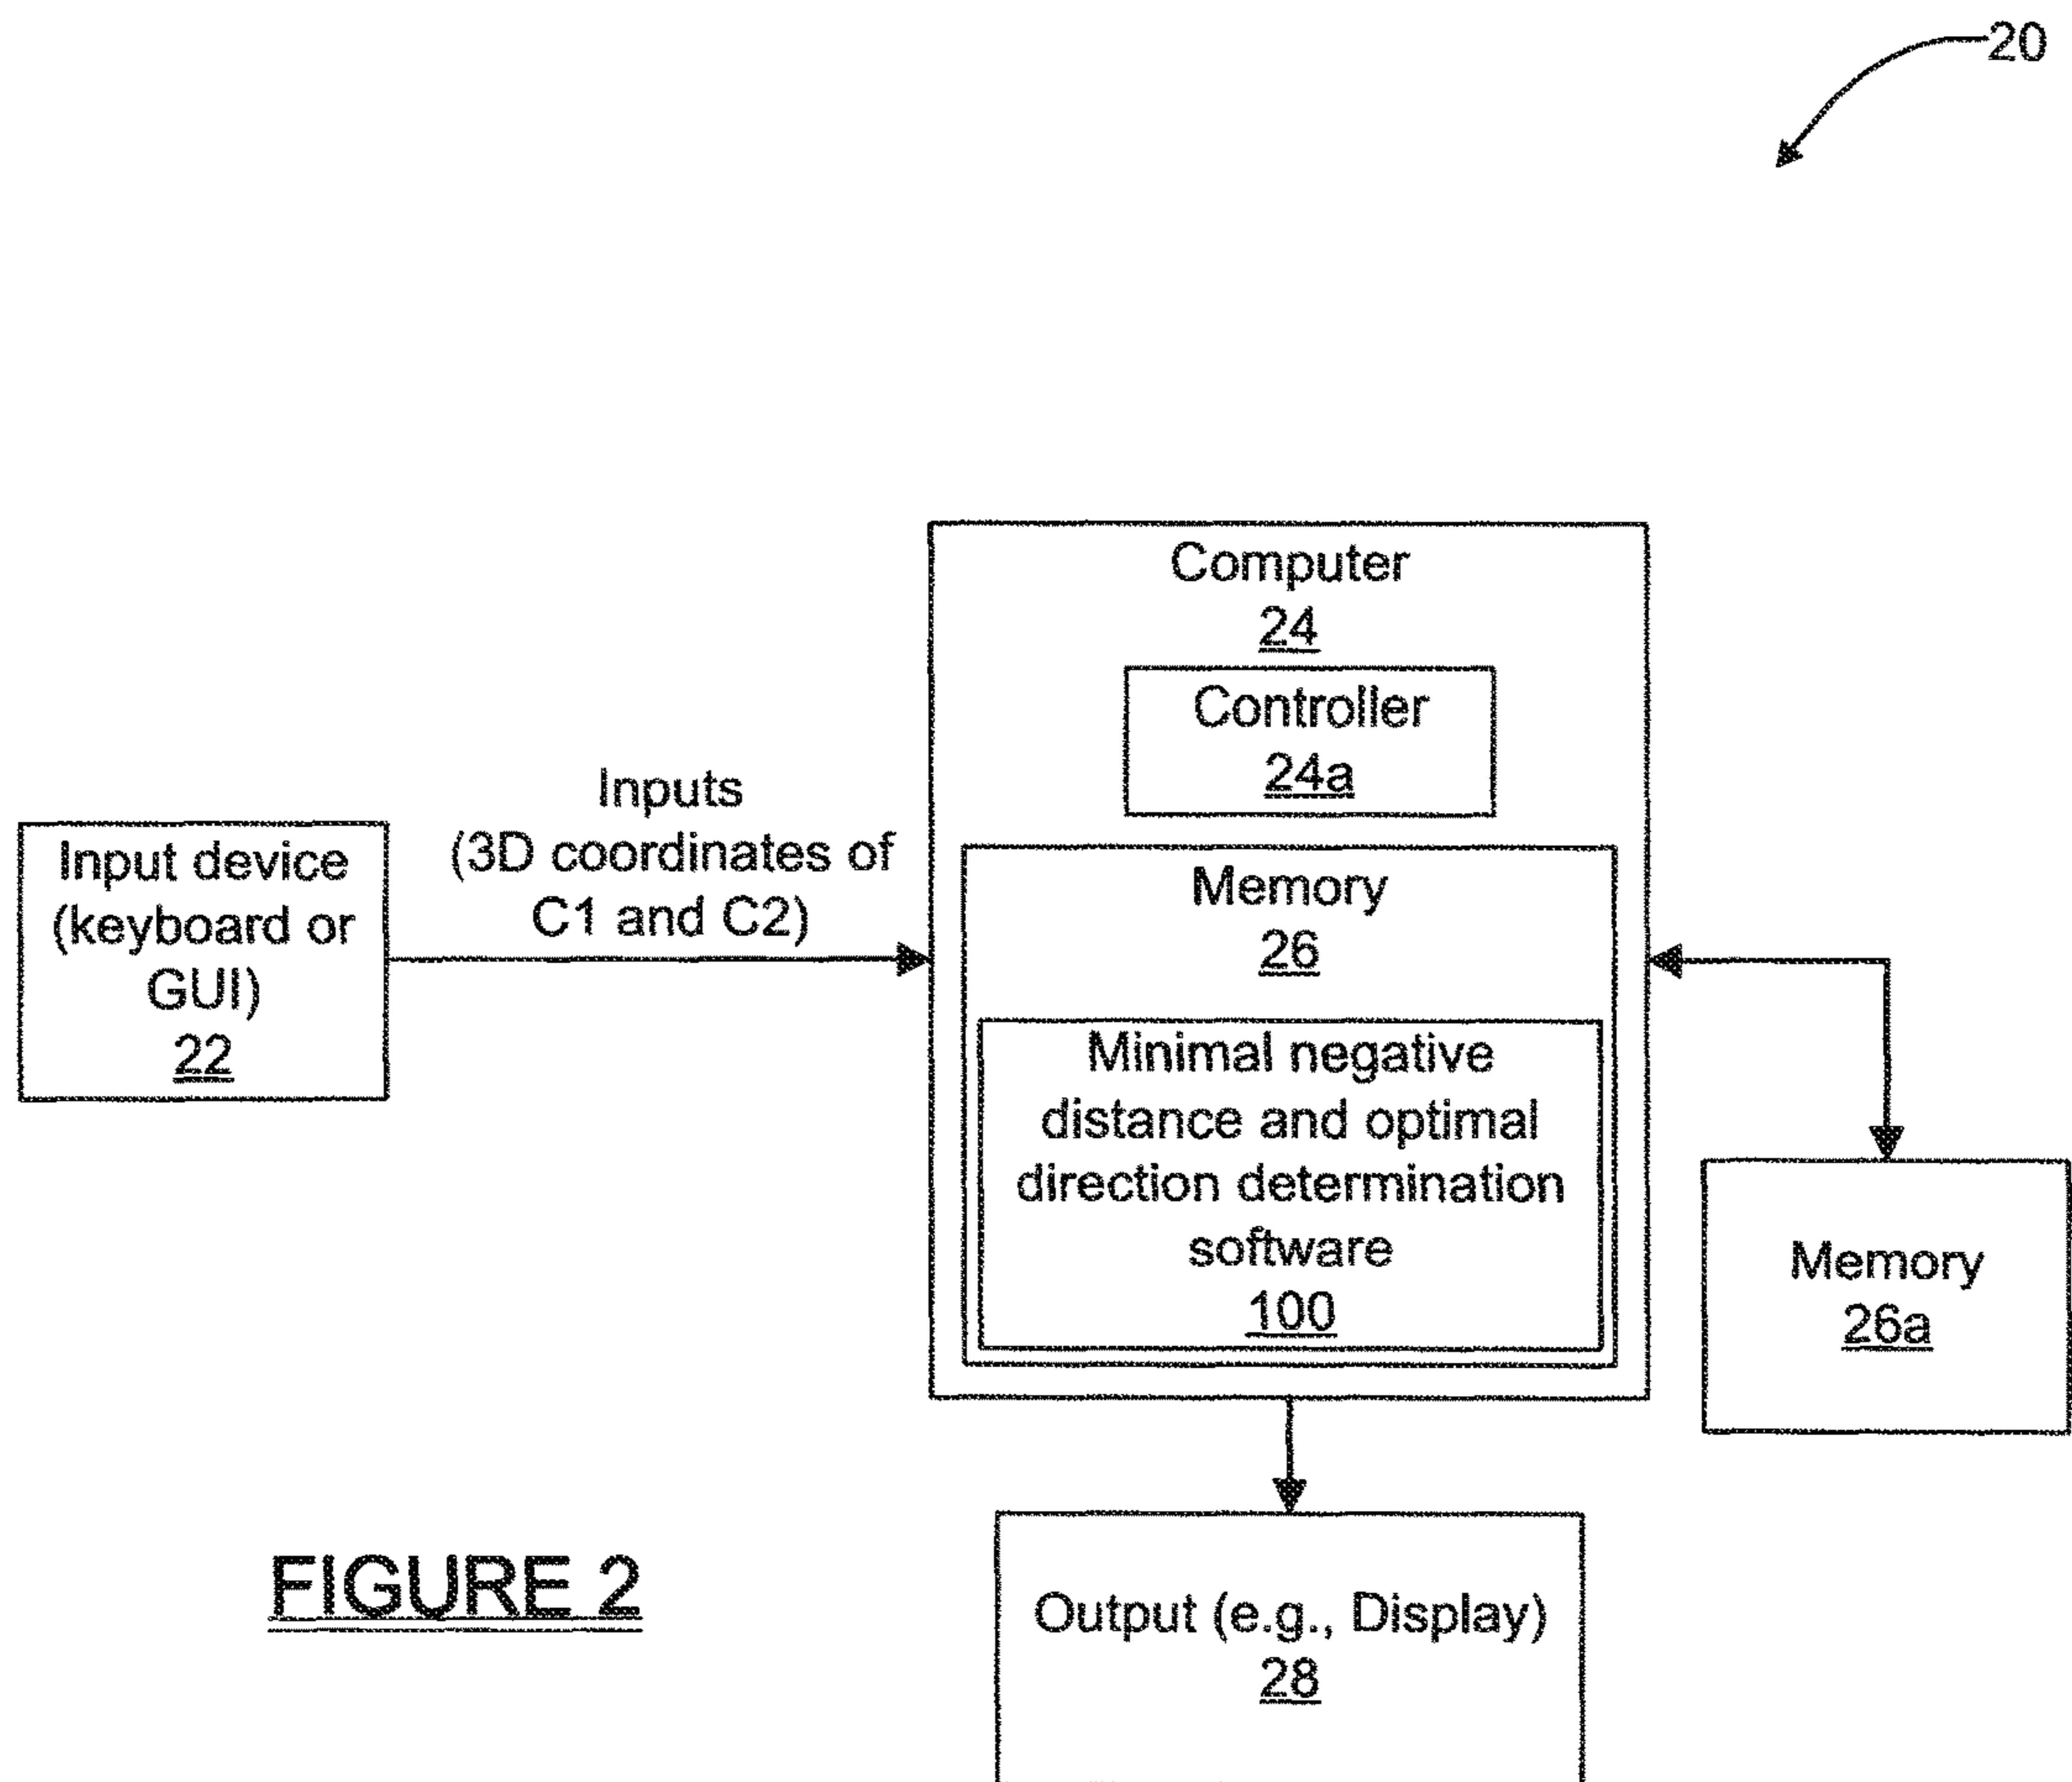 20
Computer
24
Controller
24a
Inputs
(3D coordinates of
C1 and C2)
Input device
(keyboard or
GUI)
22
Memory
26
Minimal negative
distance and optimal
direction determination
software
100
Memory
26a
Output (e.g., Display)
28
FIGURE 2